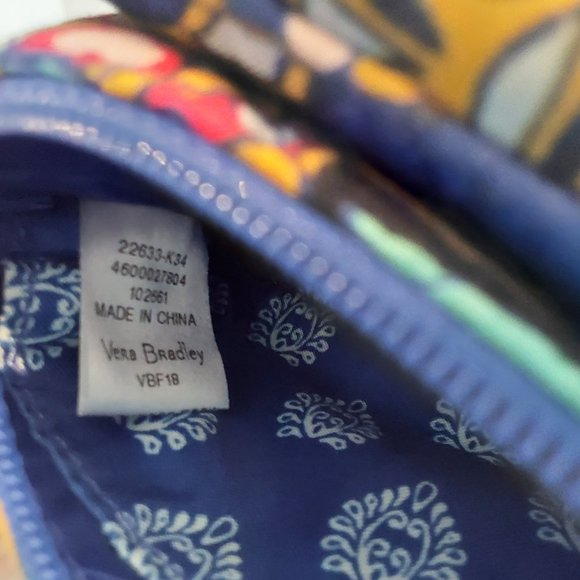 22633-K34
4600027804
102661
MADE IN CHINA
Vera Bradley
VBF18